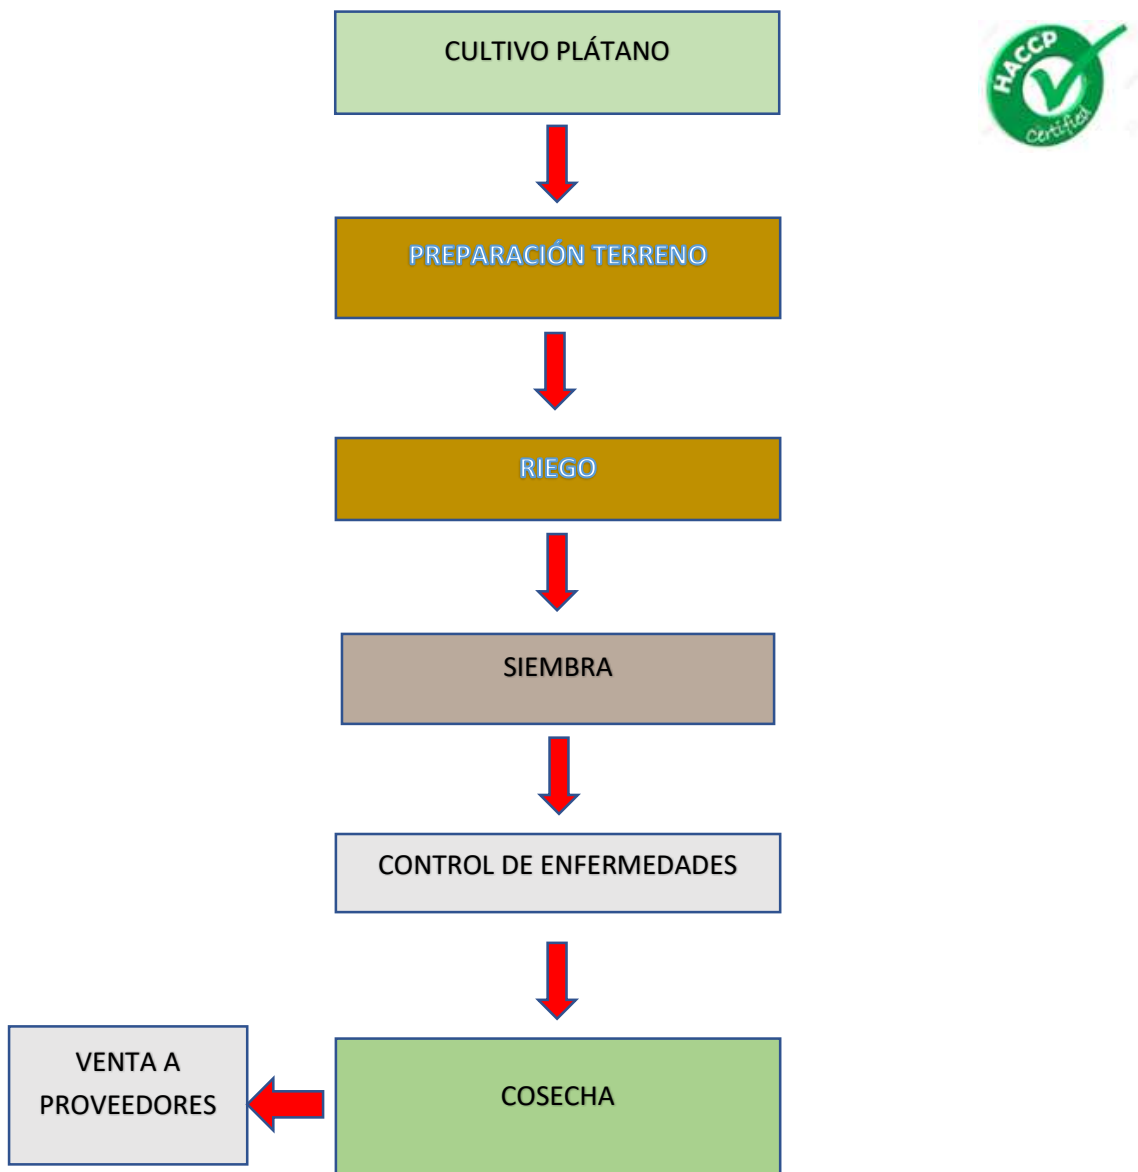 CULTIVO PLÁTANO
HACCP
Certified
PREPARACIÓN TERRENO
RIEGO
SIEMBRA
CONTROL DE ENFERMEDADES
VENTA A
PROVEEDORES
COSECHA